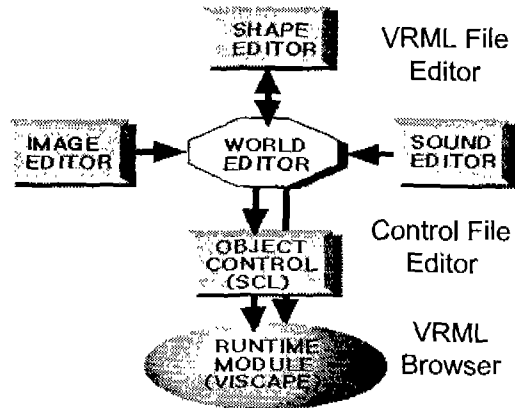 SHAPE
EDITOR
VRML File
Editor
IMAGE
EDITOR
WORLD
EDITOR
SOUND
EDITOR
OBJECT
CONTROL
(SCL)
Control File
Editor
RUNTIME
MODULE
(VISCAPE)
VRML
Browser